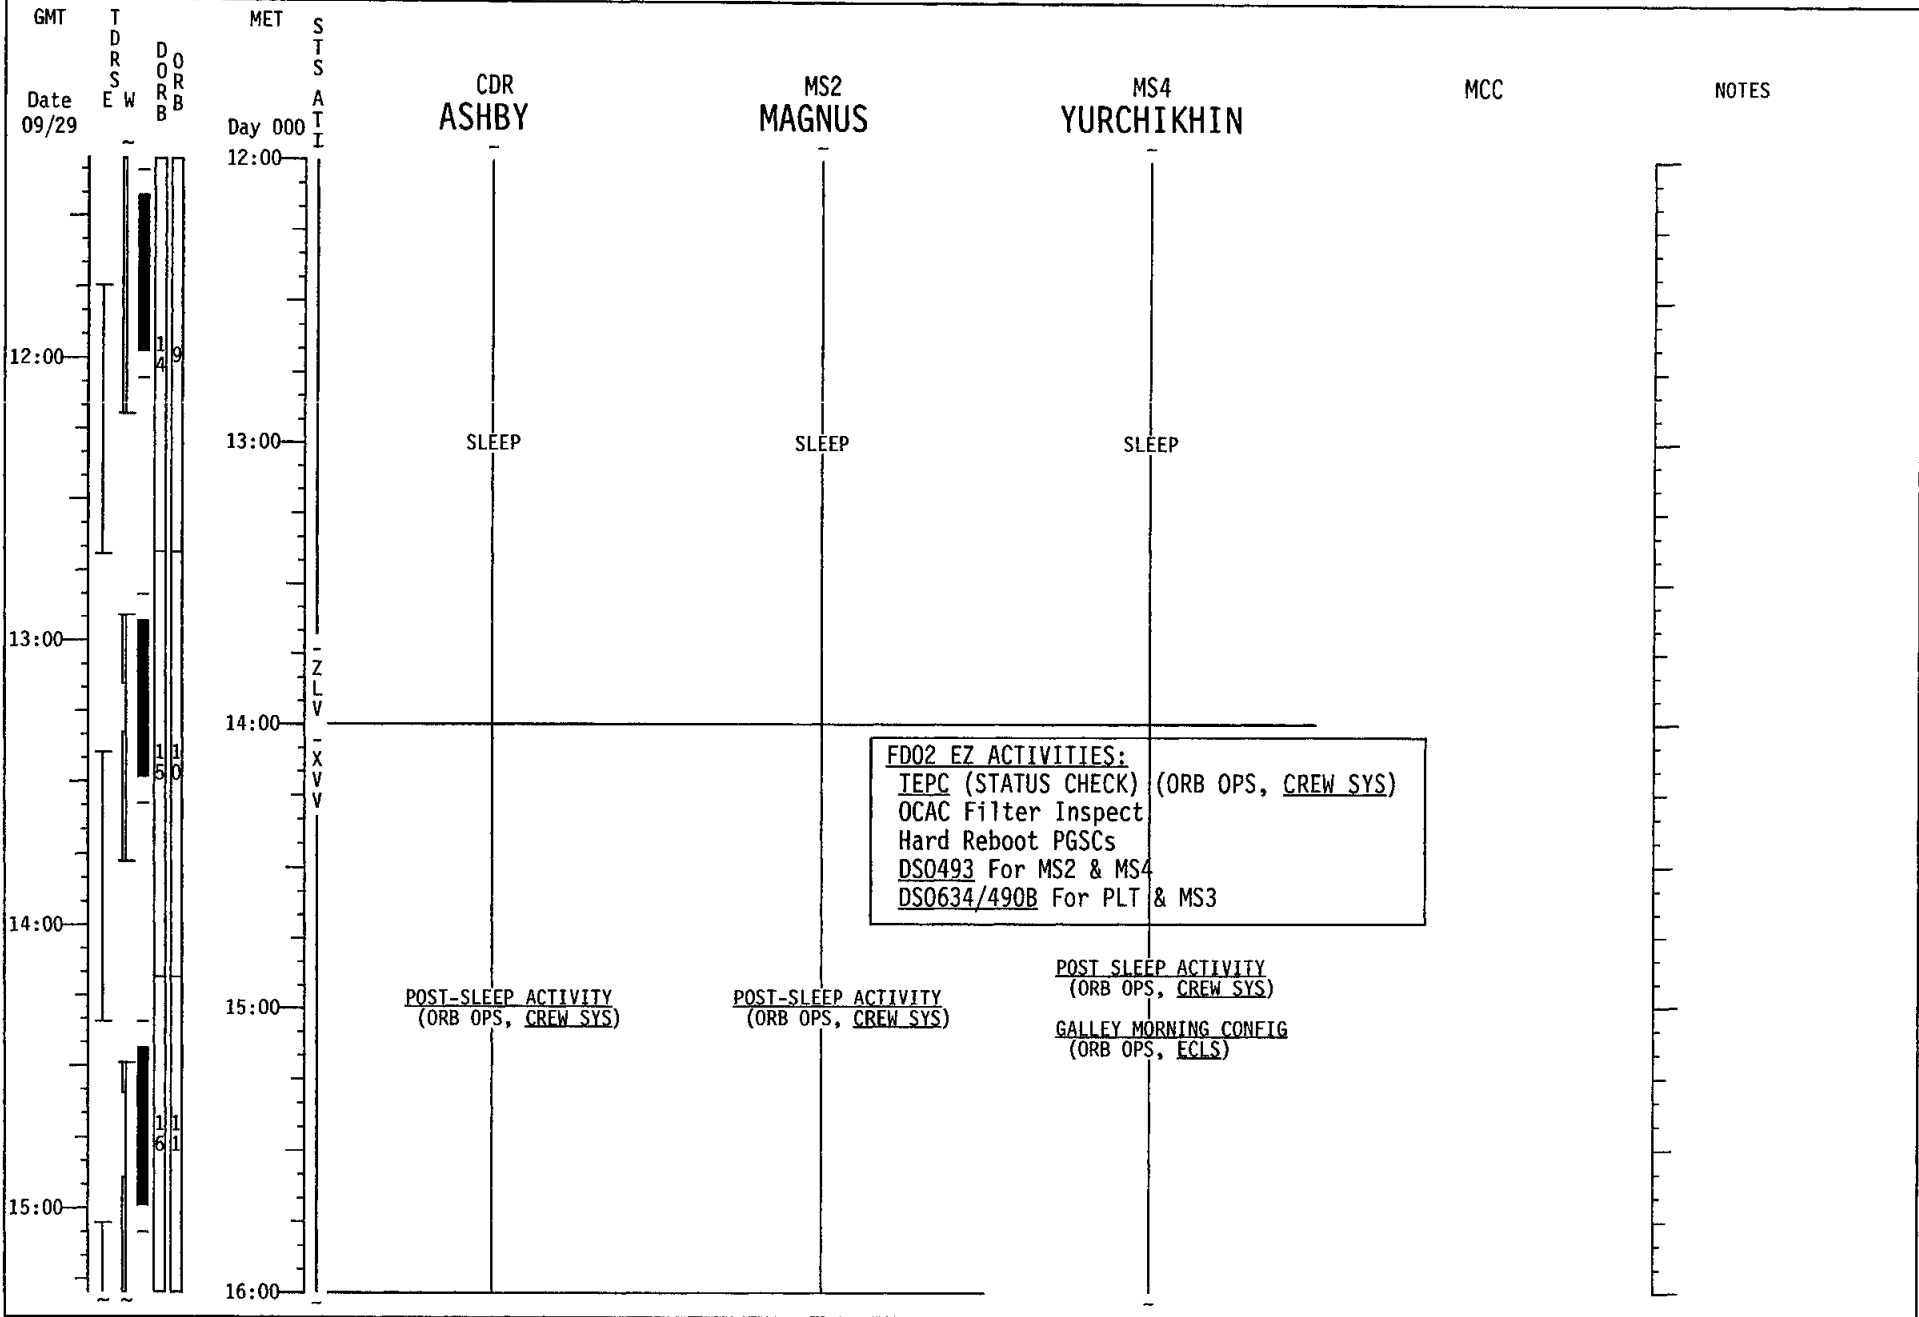 GMT
TDRS
E W
DORB
ORB
MET
STS ATT
Date
09/29
Day 000
CDR
ASHBY
MS2
MAGNUS
MS4
YURCHIKHIN
MCC
NOTES
12:00
12:00
14
9
13:00
SLEEP
SLEEP
SLEEP
13:00
-ZLV
14:00
-XVV
15
10
FD02 EZ ACTIVITIES:
TEPC (STATUS CHECK) (ORB OPS, CREW SYS)
OCAC Filter Inspect
Hard Reboot PGSCs
DSO493 For MS2 & MS4
DSO634/490B For PLT & MS3
14:00
15:00
POST-SLEEP ACTIVITY
(ORB OPS, CREW SYS)
POST-SLEEP ACTIVITY
(ORB OPS, CREW SYS)
POST SLEEP ACTIVITY
(ORB OPS, CREW SYS)
GALLEY MORNING CONFIG
(ORB OPS, ECLS)
16
11
15:00
16:00